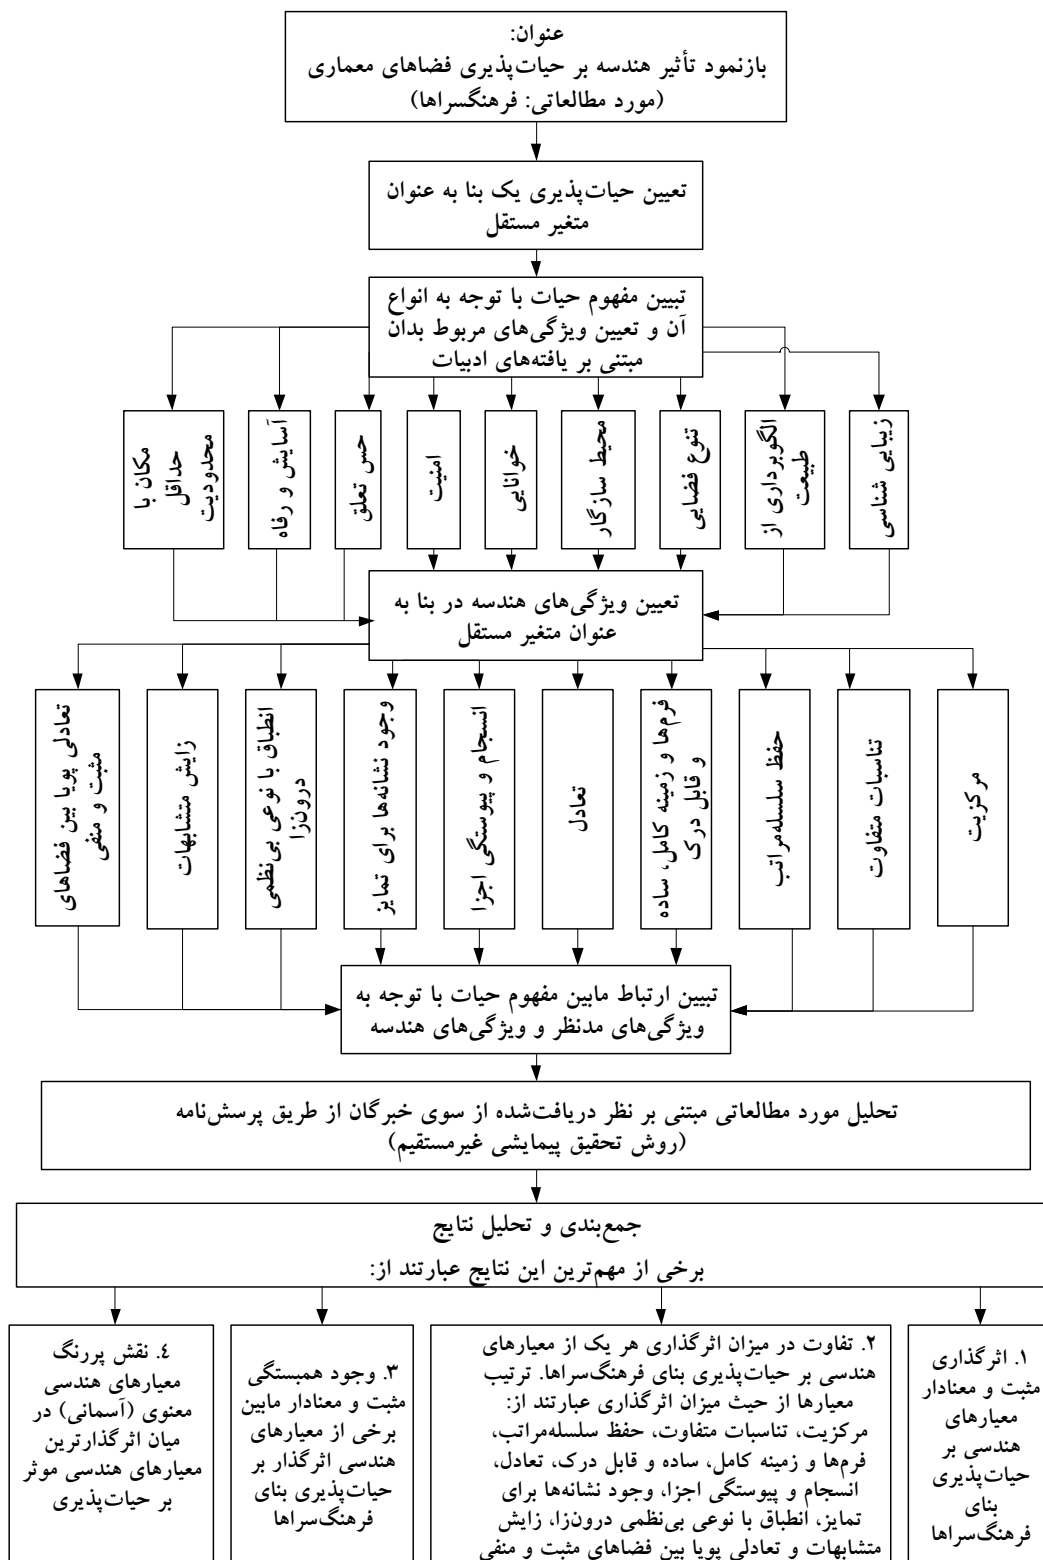 عنوان:
بازنمود تأثیر هندسه بر حیات‌پذیری فضاهای معماری
(مورد مطالعاتی: فرهنگسراها)
تعیین حیات‌پذیری یک بنا به عنوان
متغیر مستقل
تبیین مفهوم حیات با توجه به انواع
آن و تعیین ویژگی‌های مربوط بدان
مبتنی بر یافته‌های ادبیات
زیبایی شناسی
الگوبرداری از
طبیعت
تنوع فضایی
محیط سازگار
خوانایی
امنیت
حس تعلق
آسایش و رفاه
مکان با
حداقل
محدودیت
تعیین ویژگی‌های هندسه در بنا به
عنوان متغیر مستقل
مرکزیت
تناسبات متفاوت
حفظ سلسله‌مراتب
فرم‌ها و زمینه کامل، ساده
و قابل درک
تعادل
انسجام و پیوستگی اجزا
وجود نشانه‌ها برای تمایز
انطباق با نوعی بی‌نظمی
درون‌زا
زایش متشابهات
تعادلی پویا بین فضاهای
مثبت و منفی
تبیین ارتباط مابین مفهوم حیات با توجه به
ویژگی‌های مدنظر و ویژگی‌های هندسه
تحلیل مورد مطالعاتی مبتنی بر نظر دریافت‌شده از سوی خبرگان از طریق پرسش‌نامه
(روش تحقیق پیمایشی غیرمستقیم)
جمع‌بندی و تحلیل نتایج
برخی از مهم‌ترین این نتایج عبارتند از:
۱. اثرگذاری
مثبت و معنادار
معیارهای
هندسی بر
حیات‌پذیری
بنای
فرهنگ‌سراها
۲. تفاوت در میزان اثرگذاری هر یک از معیارهای
هندسی بر حیات‌پذیری بنای فرهنگ‌سراها. ترتیب
معیارها از حیث میزان اثرگذاری عبارتند از:
مرکزیت، تناسبات متفاوت، حفظ سلسله‌مراتب،
فرم‌ها و زمینه کامل، ساده و قابل درک، تعادل،
انسجام و پیوستگی اجزا، وجود نشانه‌ها برای
تمایز، انطباق با نوعی بی‌نظمی درون‌زا، زایش
متشابهات و تعادلی پویا بین فضاهای مثبت و منفی
۳. وجود همبستگی
مثبت و معنادار مابین
برخی از معیارهای
هندسی اثرگذار بر
حیات‌پذیری بنای
فرهنگ‌سراها
٤. نقش پررنگ
معیارهای هندسی
معنوی (آسمانی) در
میان اثرگذارترین
معیارهای هندسی موثر
بر حیات‌پذیری